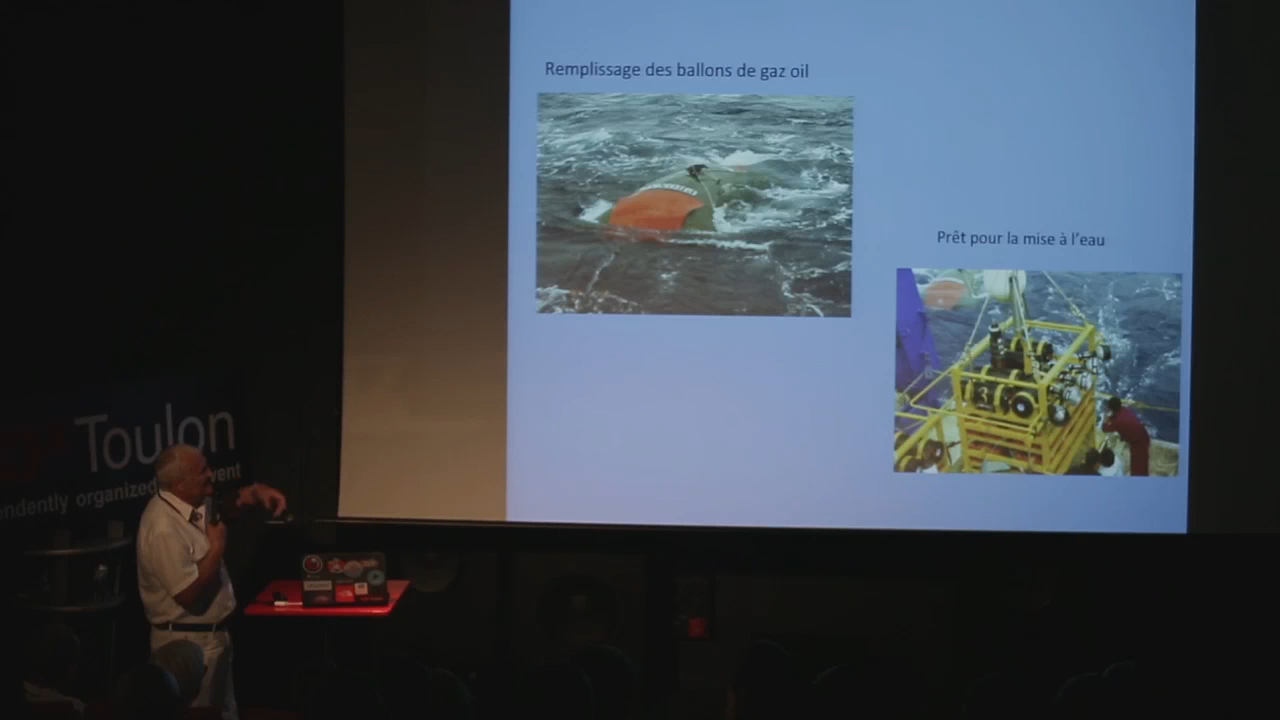 Remplissage des ballons de gaz oil
Prêt pour la mise à l'eau
Toulon
endently organized vent